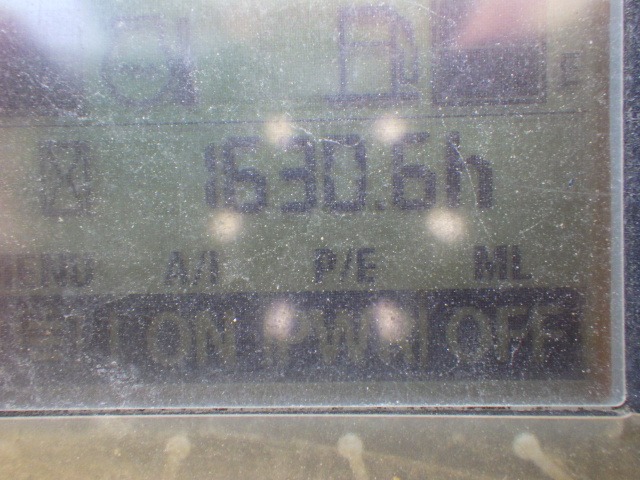 E
1630.6h
MENU A/I P/E ML
ON PWR OFF